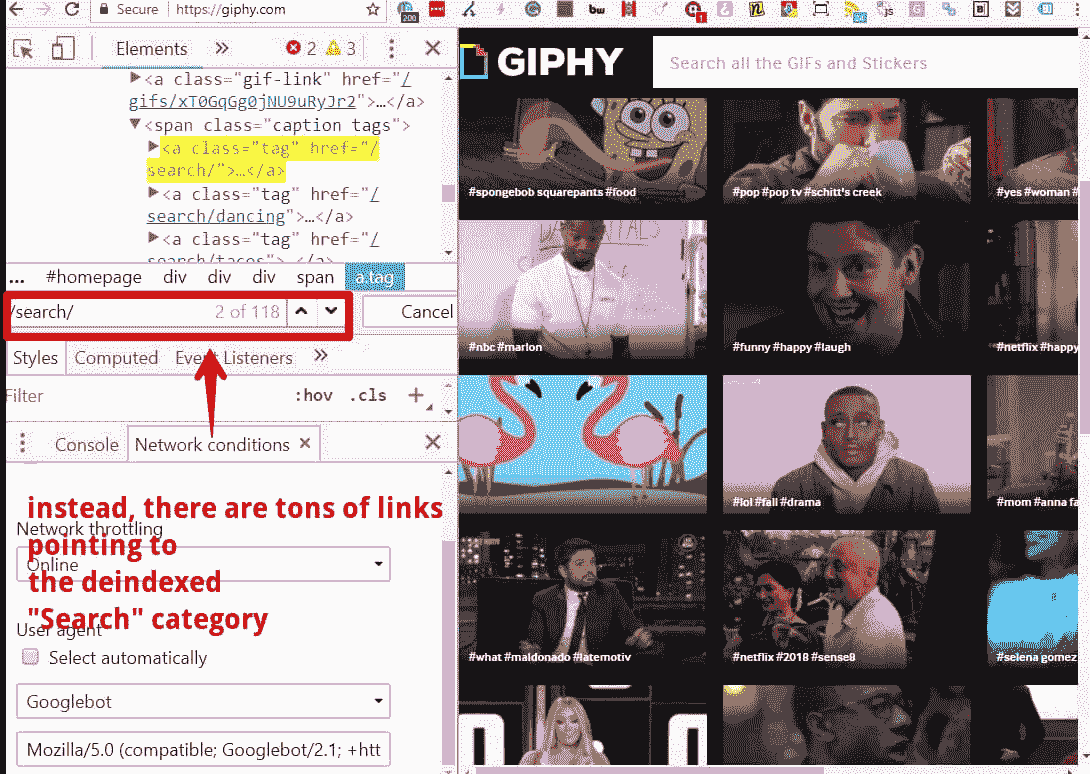 Secure
https://giphy.com
200
1
Elements
2
3
<a class="gif-link" href="/
gifs/xT0GqGg0jNU9uRyJr2">…</a>
<span class="caption tags">
<a class="tag" href="/
search/">…</a>
<a class="tag" href="/
search/dancing">…</a>
<a class="tag" href="/
search/tacos">…</a>
... #homepage div div div span a.tag
/search/ 2 of 118 Cancel
Styles Computed Event Listeners
Filter :hov .cls +
Console Network conditions ×
instead, there are tons of links
pointing to
the deindexed
"Search" category
Network throttling
Online
User agent
Select automatically
Googlebot
Mozilla/5.0 (compatible; Googlebot/2.1; +htt
GIPHY
Search all the GIFs and Stickers
#spongebob squarepants #food
#pop #pop tv #schitt's creek
#yes #woman #
#nbc #marlon
#funny #happy #laugh
#netflix #happy
#lol #fall #drama
#mom #anna fa
#what #maldonado #latemotiv
#netflix #2018 #sense8
#selena gomez